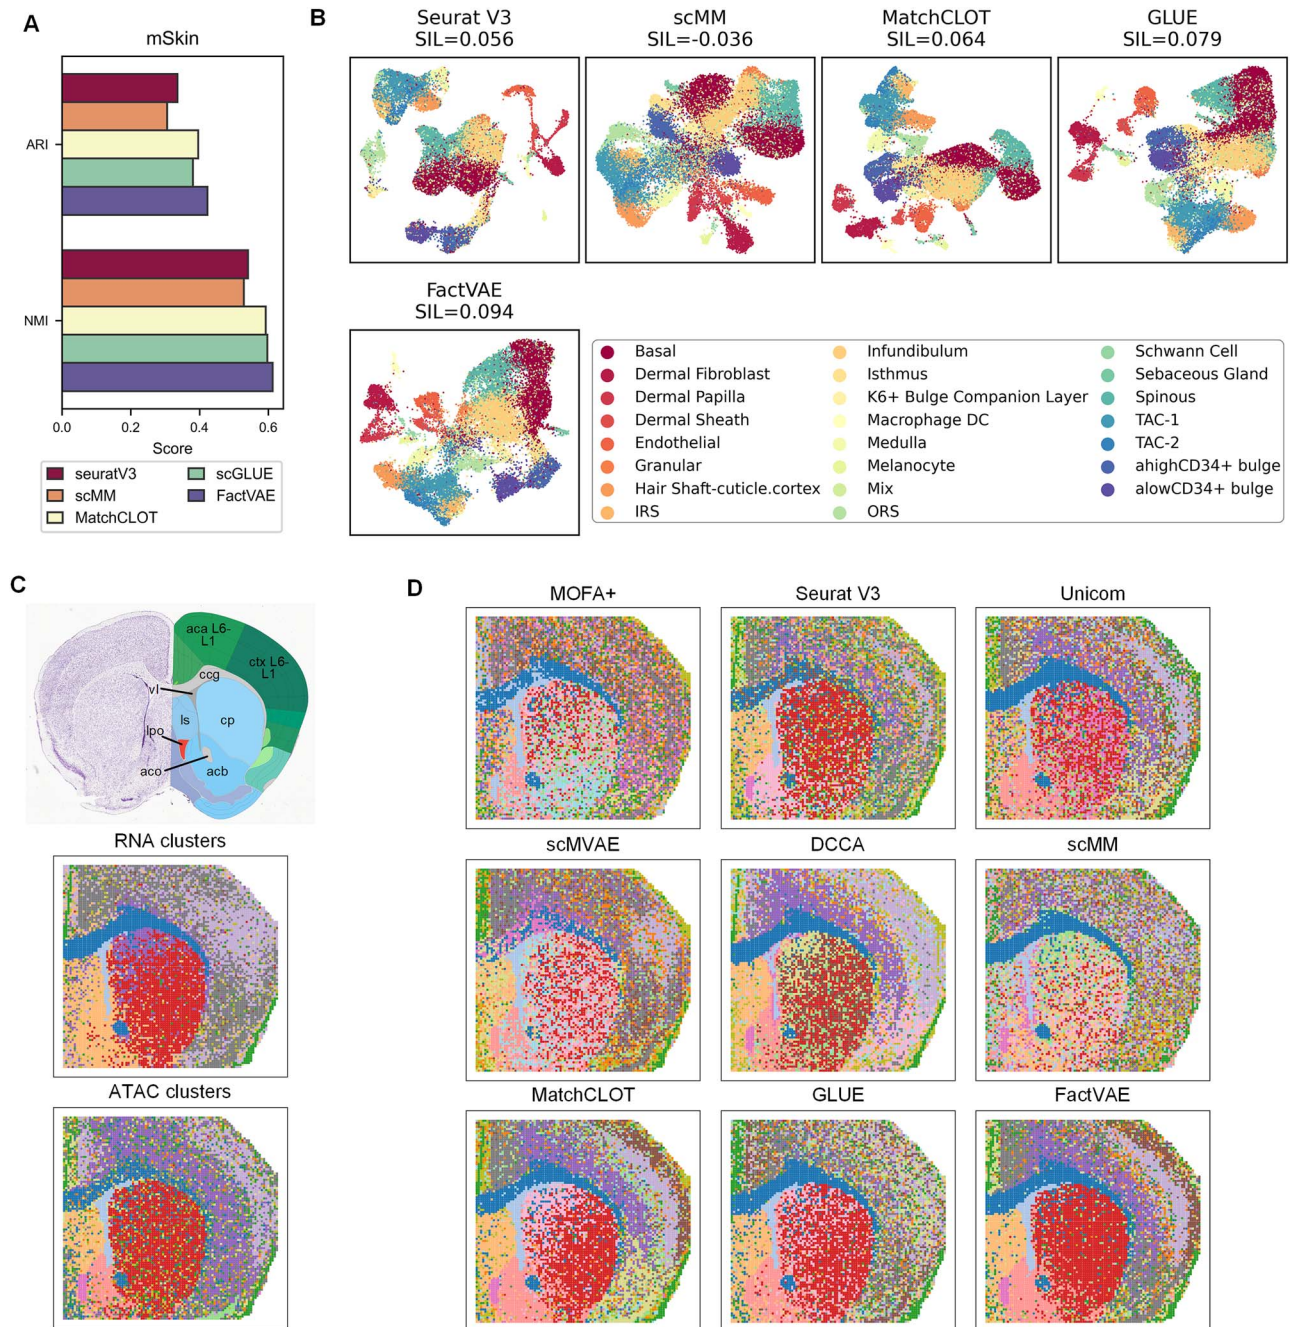 A
mSkin
ARI
NMI
0.0 0.2 0.4 0.6
Score
seuratV3
scMM
MatchCLOT
scGLUE
FactVAE
B
Seurat V3
SIL=0.056
scMM
SIL=-0.036
MatchCLOT
SIL=0.064
GLUE
SIL=0.079
FactVAE
SIL=0.094
Basal
Dermal Fibroblast
Dermal Papilla
Dermal Sheath
Endothelial
Granular
Hair Shaft-cuticle.cortex
IRS
Infundibulum
Isthmus
K6+ Bulge Companion Layer
Macrophage DC
Medulla
Melanocyte
Mix
ORS
Schwann Cell
Sebaceous Gland
Spinous
TAC-1
TAC-2
ahighCD34+ bulge
alowCD34+ bulge
C
aca L6-
L1
ctx L6-
L1
ccg
vl
ls
cp
lpo
aco
acb
RNA clusters
ATAC clusters
D
MOFA+
Seurat V3
Unicom
scMVAE
DCCA
scMM
MatchCLOT
GLUE
FactVAE